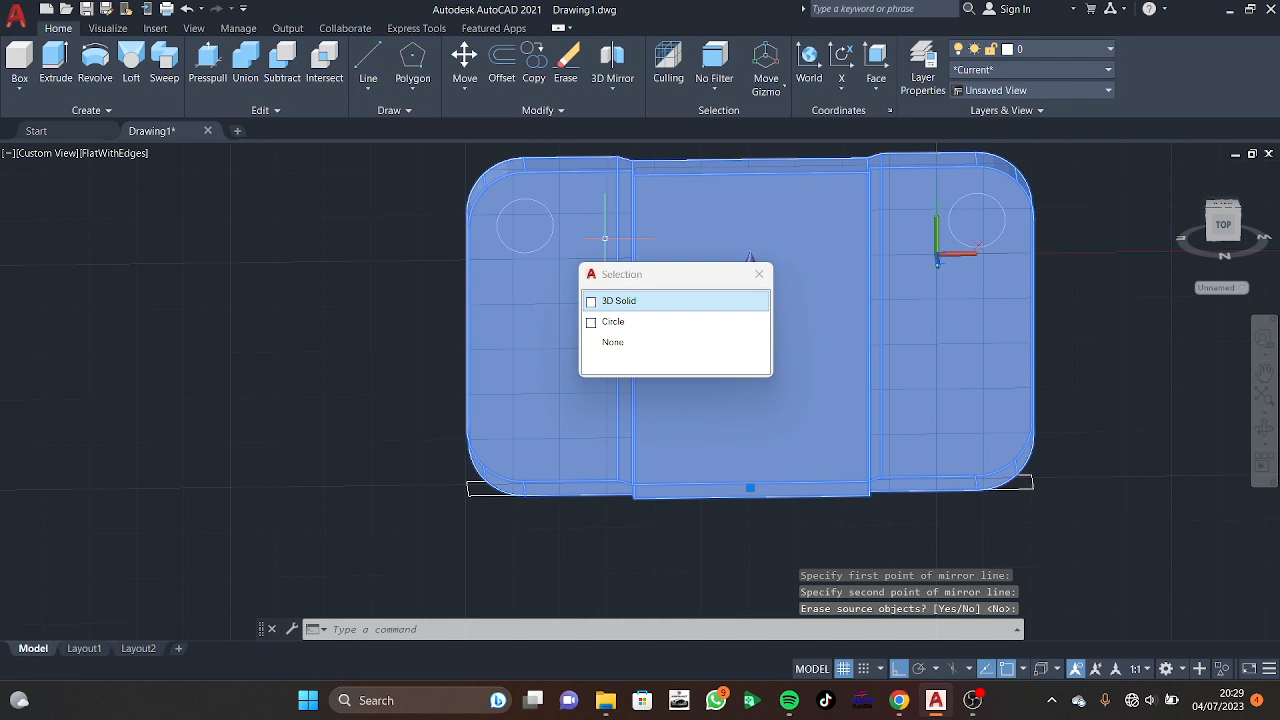 Autodesk AutoCAD 2021 Drawing1.dwg
Type a keyword or phrase
Sign In
Home Visualize Insert View Manage Output Collaborate Express Tools Featured Apps
Box Extrude Revolve Loft Sweep
Presspull Union Subtract Intersect
Line Polygon
Move Offset Copy Erase 3D Mirror
Culling No Filter Move Gizmo
World X Face
Layer Properties
0
*Current*
Unsaved View
Create Edit Draw Modify Selection Coordinates Layers & View
Start Drawing1*
[−][Custom View][FlatWithEdges]
TOP
N
Unnamed
Selection
3D Solid
Circle
None
Specify first point of mirror line:
Specify second point of mirror line:
Erase source objects? [Yes/No] <No>:
Type a command
Model Layout1 Layout2
MODEL
1:1
Search
9
20:29
04/07/2023
4